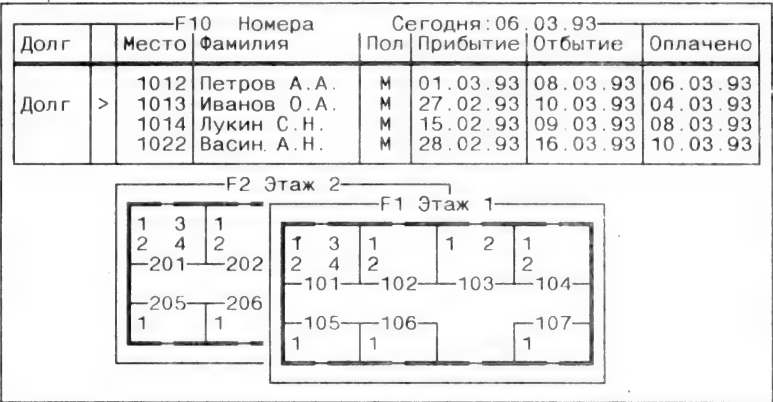 F10 Номера Сегодня:06.03.93
Долг Место Фамилия Пол Прибытие Отбытие Оплачено
1012 Петров А.А. М 01.03.93 08.03.93 06.03.93
Долг > 1013 Иванов О.А. М 27.02.93 10.03.93 04.03.93
1014 Лукин С.Н. М 15.02.93 09.03.93 08.03.93
1022 Васин А.Н. М 28.02.93 16.03.93 10.03.93
F2 Этаж 2
F1 Этаж 1
1 3 1
2 4 2
201 202
205 206
1 1
1 3 1 1 2 1
2 4 2 2
101 102 103 104
105 106 107
1 1 1